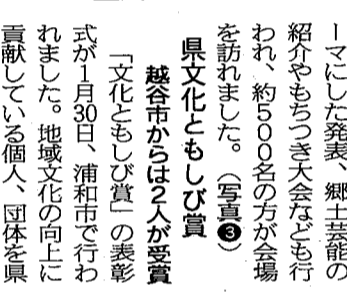 ーマにした発表、郷土芸能の
紹介やもちつき大会なども行
われ、約500名の方が会場
を訪れました。（写真❸）
県文化ともしび賞
越谷市からは2人が受賞
「文化ともしび賞」の表彰
式が1月30日、浦和市で行わ
れました。地域文化の向上に
貢献している個人、団体を県